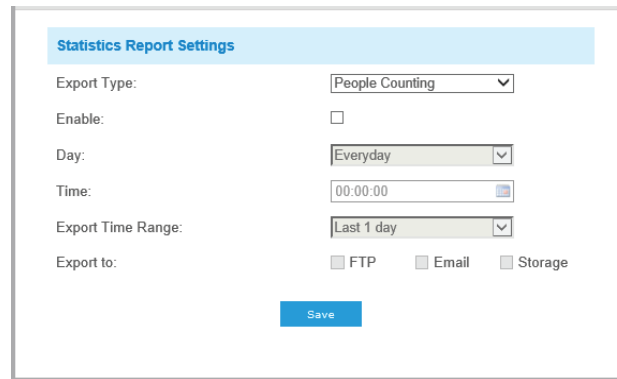 Statistics Report Settings
Export Type: People Counting
Enable:
Day: Everyday
Time: 00:00:00
Export Time Range: Last 1 day
Export to: FTP Email Storage
Save